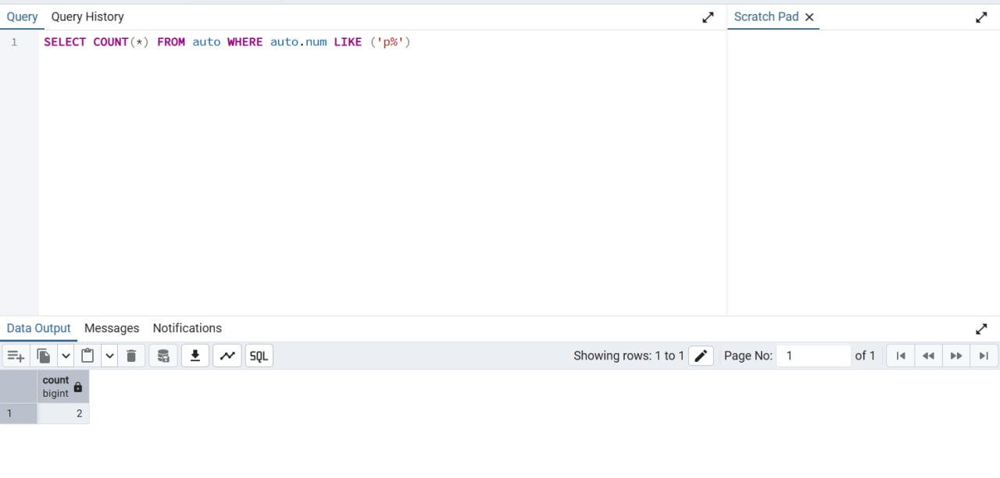 Query Query History
Scratch Pad
1 SELECT COUNT(*) FROM auto WHERE auto.num LIKE ('p%')
Data Output Messages Notifications
SQL Showing rows: 1 to 1 Page No: 1 of 1
count
bigint
1 2